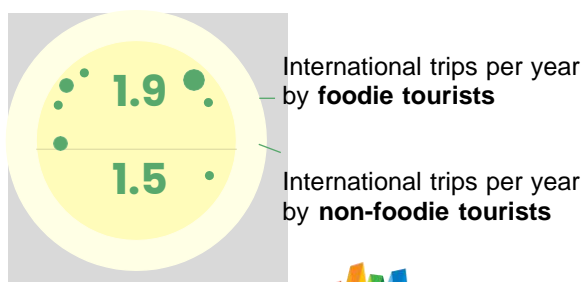 1.9
International trips per year
by foodie tourists
1.5
International trips per year
by non-foodie tourists